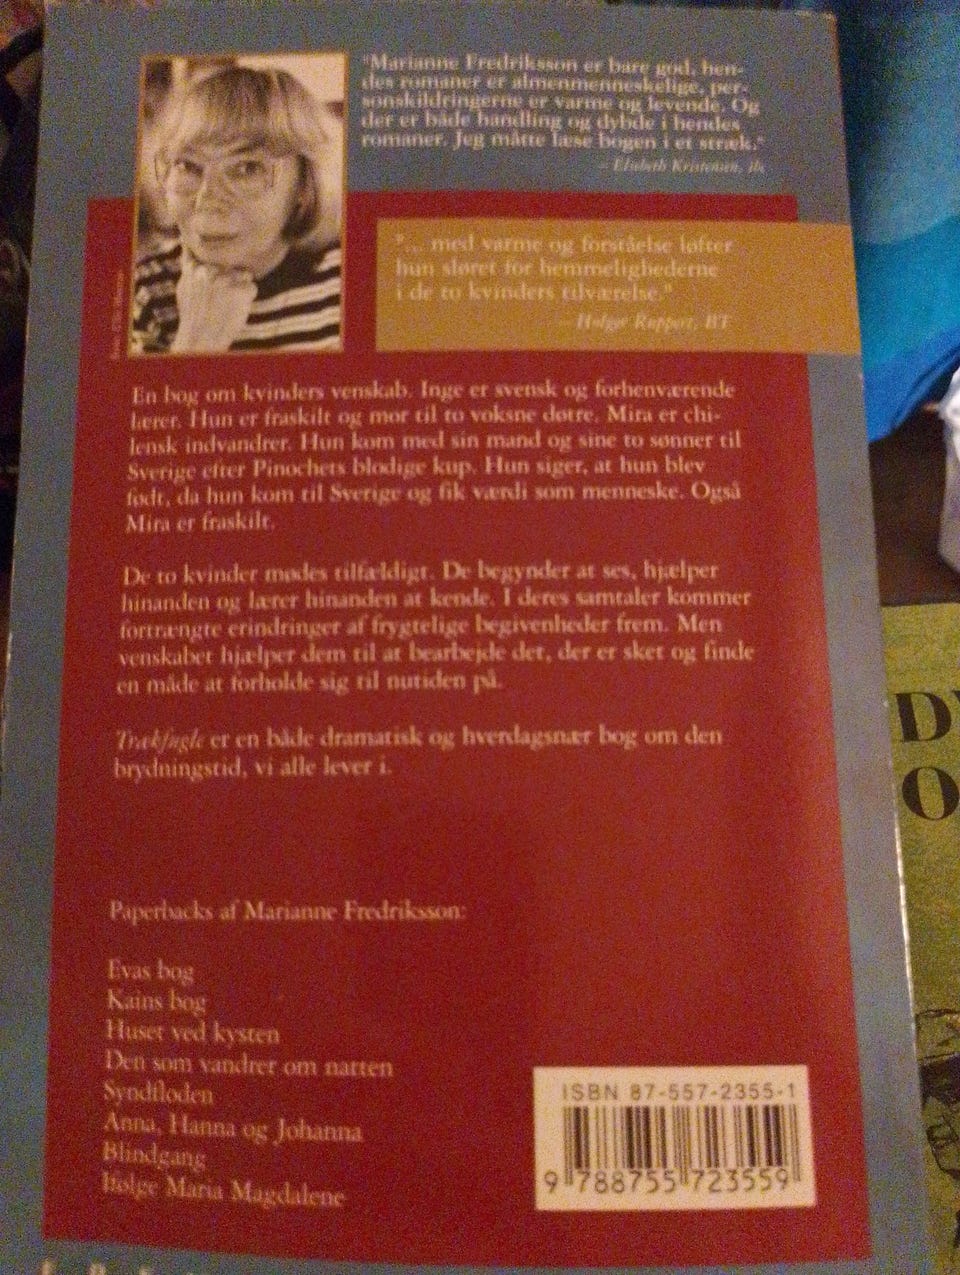 "Marianne Fredriksson er bare god, hen-
des romaner er almenmenneskelige, per-
sonskildringerne er varme og levende. Og
der er både handling og dybde i hendes
romaner. Jeg måtte læse bogen i et stræk."
– Elsebeth Kristensen, lbs
"... med varme og forståelse løfter
hun sløret for hemmelighederne
i de to kvinders tilværelse."
– Holger Ruppert, BT
En bog om kvinders venskab. Inge er svensk og forhenværende
lærer. Hun er fraskilt og mor til to voksne døtre. Mira er chi-
lensk indvandrer. Hun kom med sin mand og sine to sønner til
Sverige efter Pinochets blodige kup. Hun siger, at hun blev
født, da hun kom til Sverige og fik værdi som menneske. Også
Mira er fraskilt.
De to kvinder mødes tilfældigt. De begynder at ses, hjælper
hinanden og lærer hinanden at kende. I deres samtaler kommer
fortrængte erindringer af frygtelige begivenheder frem. Men
venskabet hjælper dem til at bearbejde det, der er sket og finde
en måde at forholde sig til nutiden på.
Trækfugle er en både dramatisk og hverdagsnær bog om den
brydningstid, vi alle lever i.
Paperbacks af Marianne Fredriksson:
Evas bog
Kains bog
Huset ved kysten
Den som vandrer om natten
Syndfloden
Anna, Hanna og Johanna
Blindgang
Ifølge Maria Magdalene
ISBN 87-557-2355-1
9 788755 723559